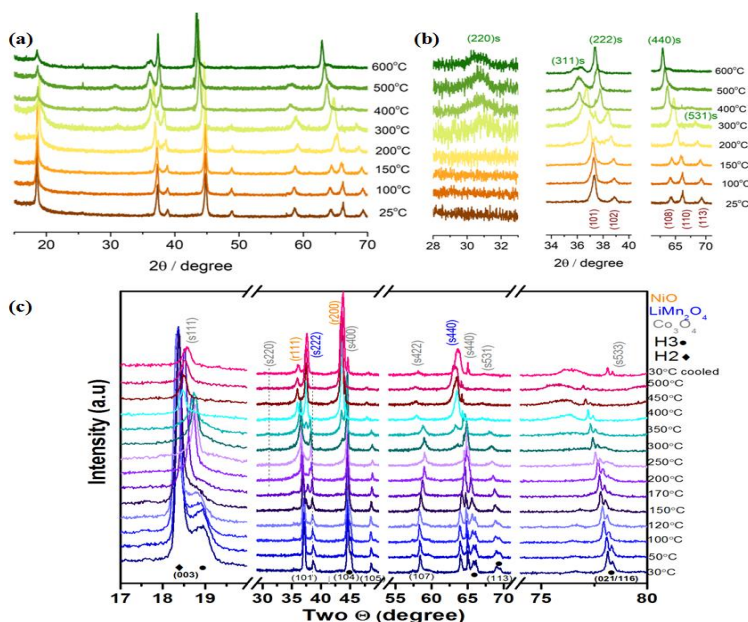 (a)
600°C
500°C
400°C
300°C
200°C
150°C
100°C
25°C
20 30 40 50 60 70
2θ / degree
(b)
(220)s
(311)s
(222)s
(440)s
(531)s
600°C
500°C
400°C
300°C
200°C
150°C
100°C
25°C
(101)
(102)
(108)
(110)
(113)
28 30 32 34 36 38 40 65 70
2θ / degree
(c)
NiO
LiMn2O4
Co3O4
H3 ●
H2 ◆
(s111)
(s220)
(r111)
(s222)
(r200)
(s400)
(s422)
(s440)
(s440)
(s531)
(s533)
30°C cooled
500°C
450°C
400°C
350°C
300°C
250°C
200°C
170°C
150°C
120°C
100°C
50°C
30°C
(003)
(101)
(104)
(105)
(107)
(113)
(021/116)
17 18 19 30 35 40 45 50 55 60 65 70 75 80
Intensity (a.u)
Two Θ (degree)